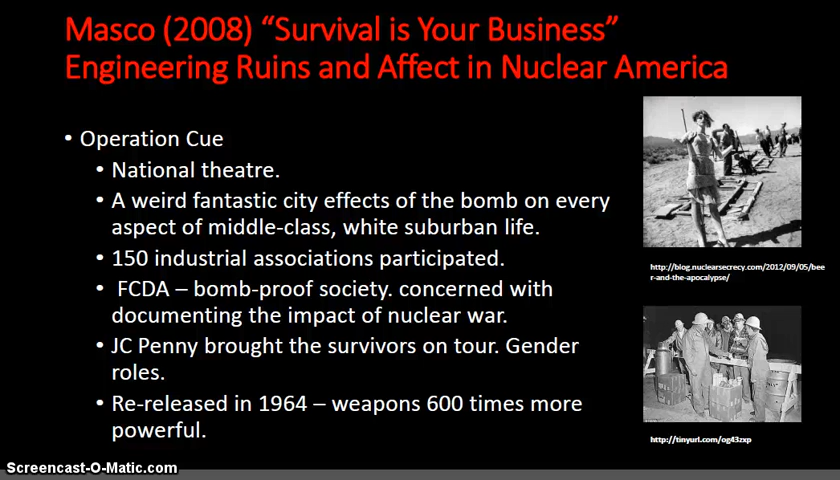 Masco (2008) “Survival is Your Business”
Engineering Ruins and Affect in Nuclear America
• Operation Cue
• National theatre.
• A weird fantastic city effects of the bomb on every
aspect of middle-class, white suburban life.
• 150 industrial associations participated.
• FCDA – bomb-proof society. concerned with
documenting the impact of nuclear war.
• JC Penny brought the survivors on tour. Gender
roles.
• Re-released in 1964 – weapons 600 times more
powerful.
http://blog.nuclearsecrecy.com/2012/09/05/bee
r-and-the-apocalypse/
http://tinyurl.com/og43zxp
Screencast-O-Matic.com